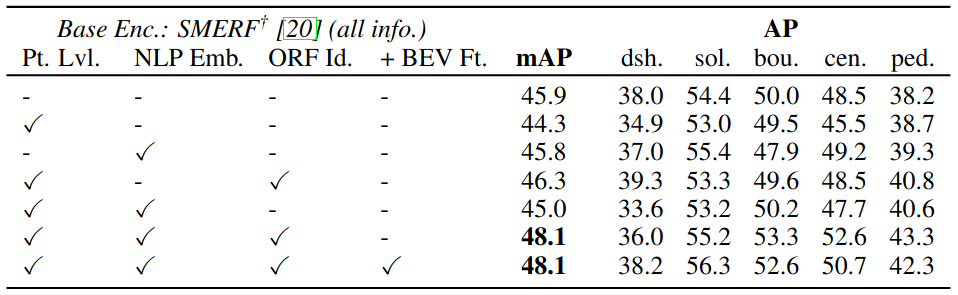 Base Enc.: SMERF† [20] (all info.) AP
Pt. Lvl. NLP Emb. ORF Id. + BEV Ft. mAP dsh. sol. bou. cen. ped.
- - - - 45.9 38.0 54.4 50.0 48.5 38.2
✓ - - - 44.3 34.9 53.0 49.5 45.5 38.7
- ✓ - - 45.8 37.0 55.4 47.9 49.2 39.3
✓ - ✓ - 46.3 39.3 53.3 49.6 48.5 40.8
✓ ✓ - - 45.0 33.6 53.2 50.2 47.7 40.6
✓ ✓ ✓ - 48.1 36.0 55.2 53.3 52.6 43.3
✓ ✓ ✓ ✓ 48.1 38.2 56.3 52.6 50.7 42.3